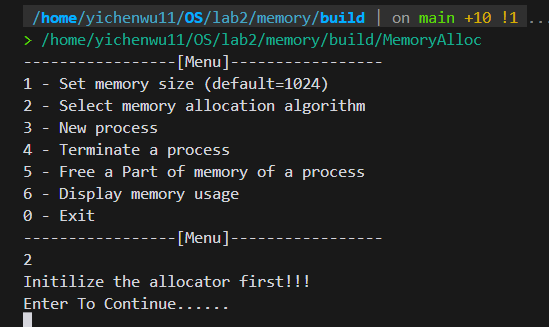 /home/yichenwu11/OS/lab2/memory/build | on main +10 !1 ...
> /home/yichenwu11/OS/lab2/memory/build/MemoryAlloc
-----------------[Menu]-----------------
1 - Set memory size (default=1024)
2 - Select memory allocation algorithm
3 - New process
4 - Terminate a process
5 - Free a Part of memory of a process
6 - Display memory usage
0 - Exit
-----------------[Menu]-----------------
2
Initilize the allocator first!!!
Enter To Continue......